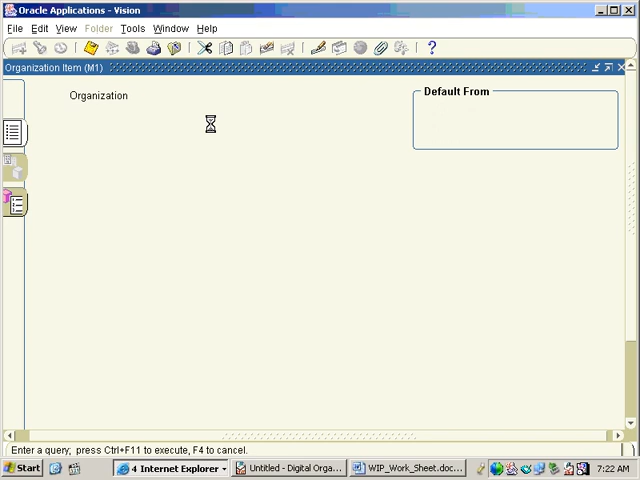 Oracle Applications - Vision
File Edit View Folder Tools Window Help
?
Organization Item (M1)
Organization
Default From
Enter a query; press Ctrl+F11 to execute, F4 to cancel.
Start
4 Internet Explorer
Untitled - Digital Orga...
WIP_Work_Sheet.doc...
7:22 AM